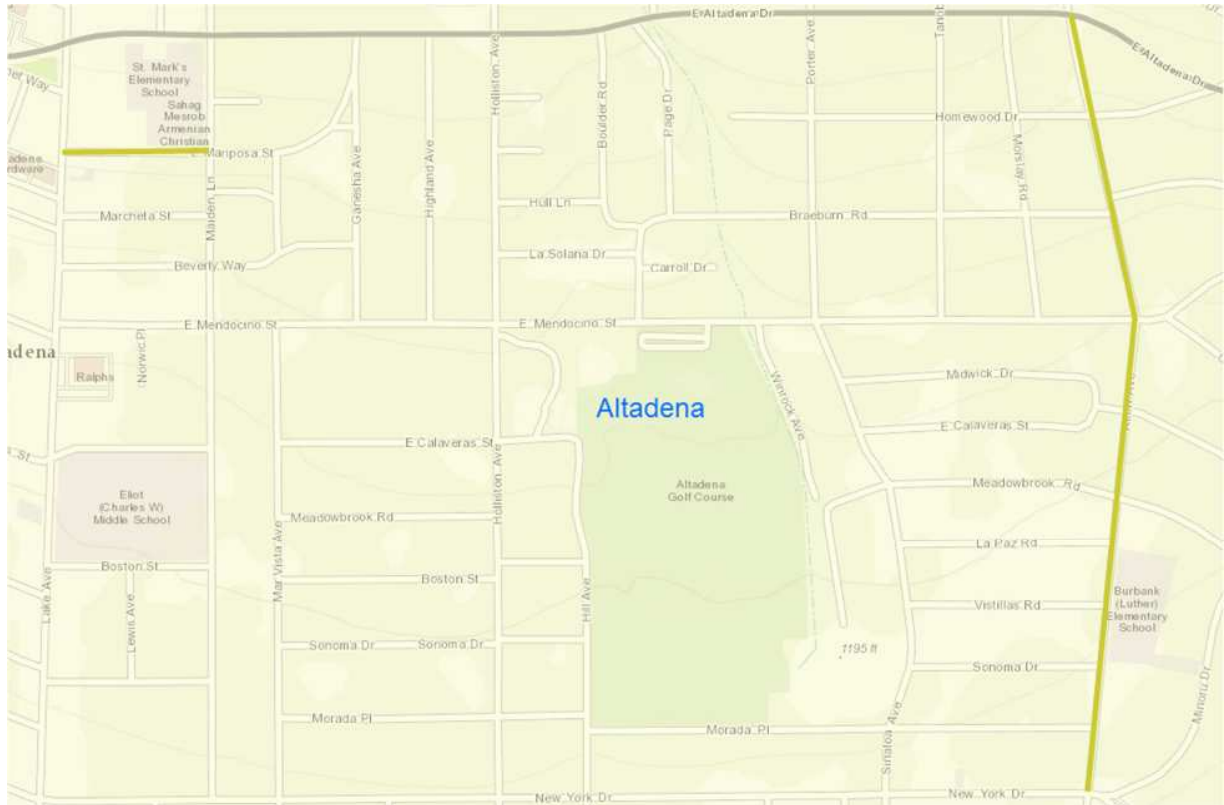 E Altadena Dr
E Altadena Dr
St. Mark's
Elementary
School
Sahag
Mesrob
Armenian
Christian
E Mariposa St
Marcheta St
Maiden Ln
Beverly Way
Ganesha Ave
Highland Ave
Holliston Ave
Boulder Rd
Page Dr
Porter Ave
Homewood Dr
Morslay Rd
Hull Ln
Braeburn Rd
La Solana Dr
Carroll Dr
E Mendocino St
E Mendocino St
adena
Norwic Pl
Ralphs
Midwick Dr
Winrock Ave
Altadena
E Calaveras St
E Calaveras St
Holliston Ave
Altadena
Golf Course
Meadowbrook Rd
Eliot
(Charles W)
Middle School
Meadowbrook Rd
Mar Vista Ave
La Paz Rd
Boston St
Boston St
Lake Ave
Lewis Ave
Hill Ave
Burbank
(Luther)
Elementary
School
Vistillas Rd
Sonoma Dr
Sonoma Dr
1195 ft
Sonoma Dr
Minoru Dr
Morada Pl
Morada Pl
Sinaloa Ave
New York Dr
New York Dr